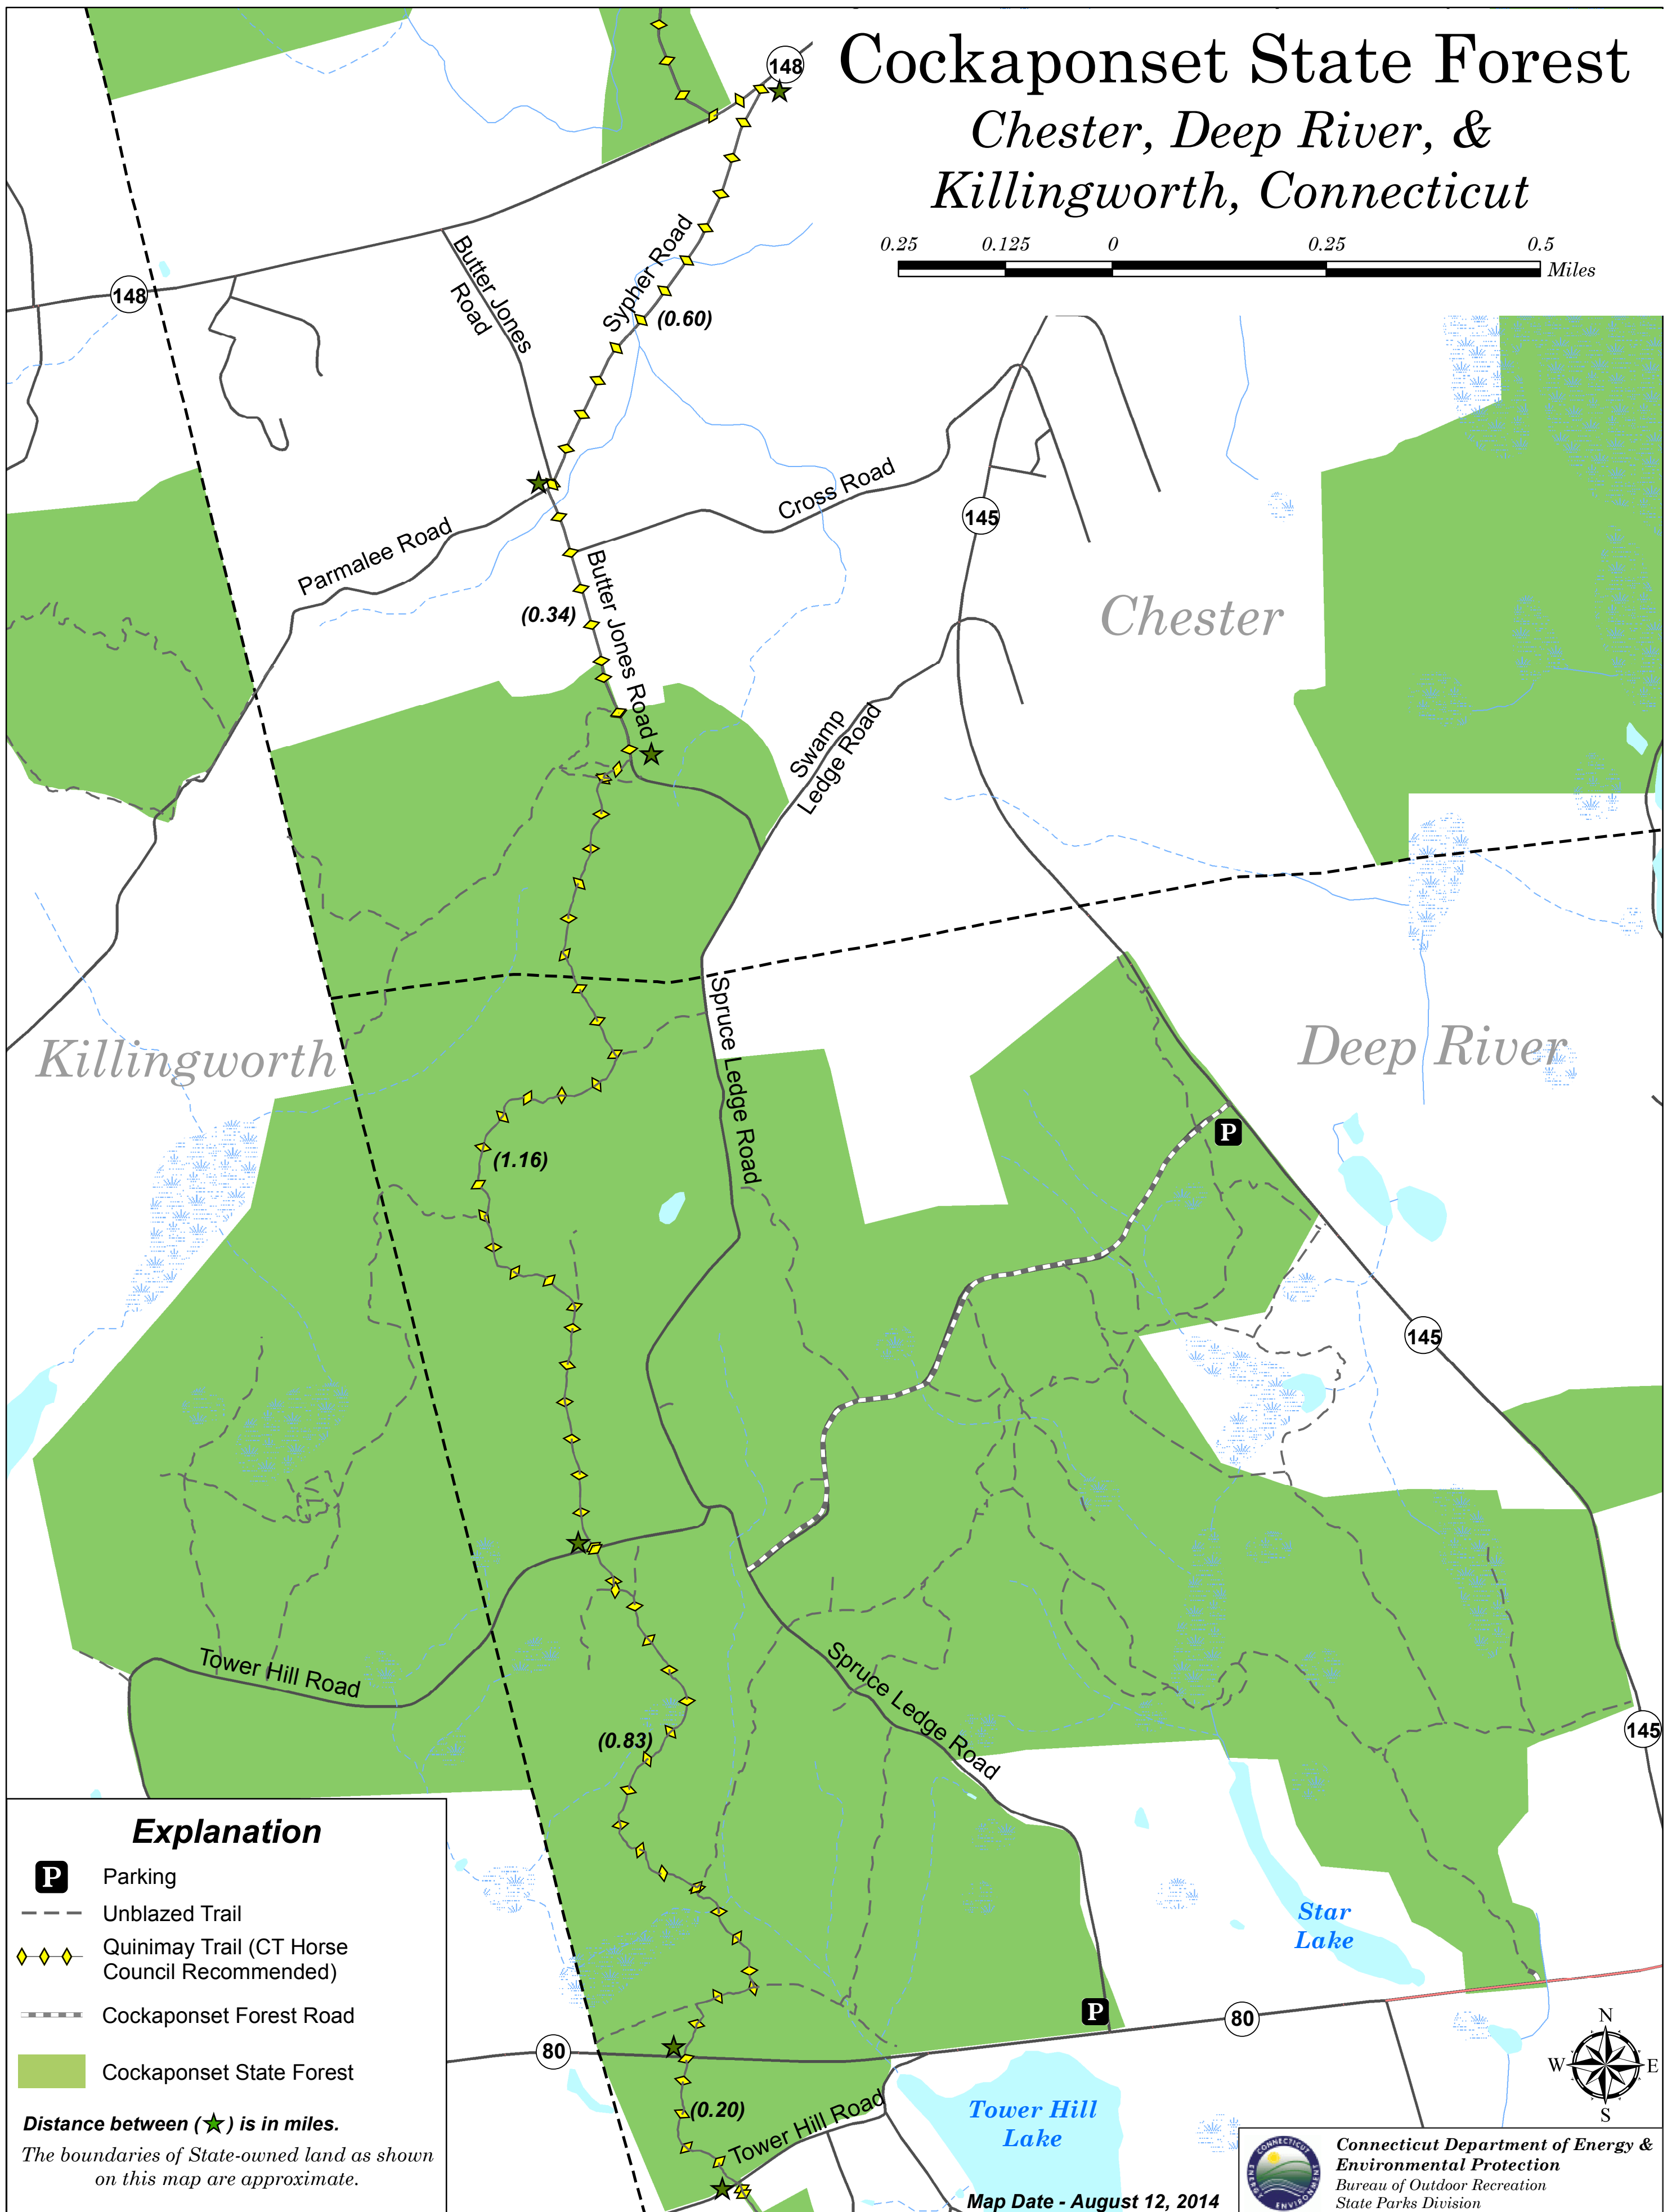 Cockaponset State Forest
Chester, Deep River, &
Killingworth, Connecticut
0.25 0.125 0 0.25 0.5
Miles
148
148
Butter Jones
Road
Sypher Road
(0.60)
Cross Road
145
Parmalee Road
(0.34)
Butter Jones Road
Chester
Swamp
Ledge Road
Killingworth
Spruce Ledge Road
Deep River
P
(1.16)
145
Tower Hill Road
Spruce Ledge Road
(0.83)
145
Explanation
P Parking
Unblazed Trail
Quinimay Trail (CT Horse
Council Recommended)
Cockaponset Forest Road
Cockaponset State Forest
Distance between (★) is in miles.
The boundaries of State-owned land as shown
on this map are approximate.
Star
Lake
P
80
80
(0.20)
Tower Hill Road
Tower Hill
Lake
N
W E
S
Map Date - August 12, 2014
CONNECTICUT
ENERGY ENVIRONMENT
Connecticut Department of Energy &
Environmental Protection
Bureau of Outdoor Recreation
State Parks Division